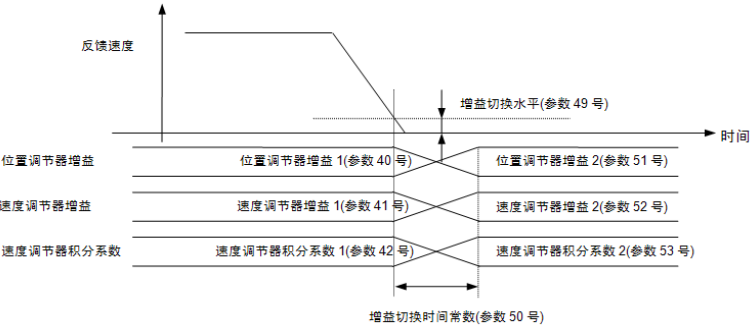 反馈速度
增益切换水平(参数 49 号)
时间
位置调节器增益 位置调节器增益 1(参数 40 号) 位置调节器增益 2(参数 51 号)
速度调节器增益 速度调节器增益 1(参数 41 号) 速度调节器增益 2(参数 52 号)
速度调节器积分系数 速度调节器积分系数 1(参数 42 号) 速度调节器积分系数 2(参数 53 号)
增益切换时间常数(参数 50 号)